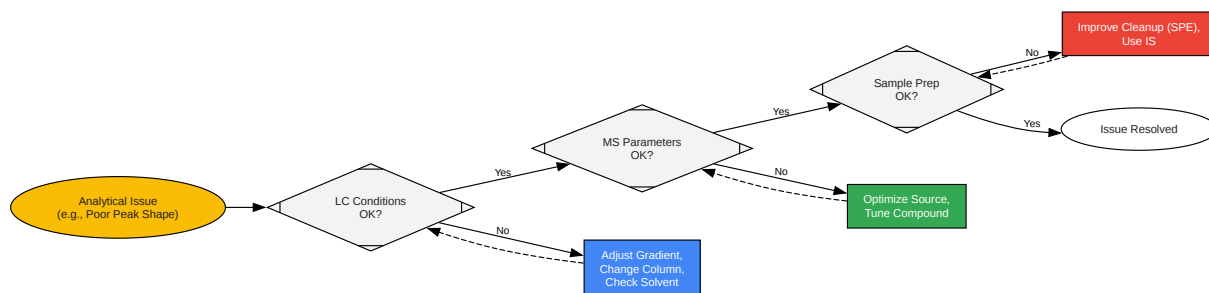 Analytical Issue
(e.g., Poor Peak Shape)
LC Conditions
OK?
Yes
No
Adjust Gradient,
Change Column,
Check Solvent
MS Parameters
OK?
Yes
No
Optimize Source,
Tune Compound
Sample Prep
OK?
No
Improve Cleanup (SPE),
Use IS
Yes
Issue Resolved